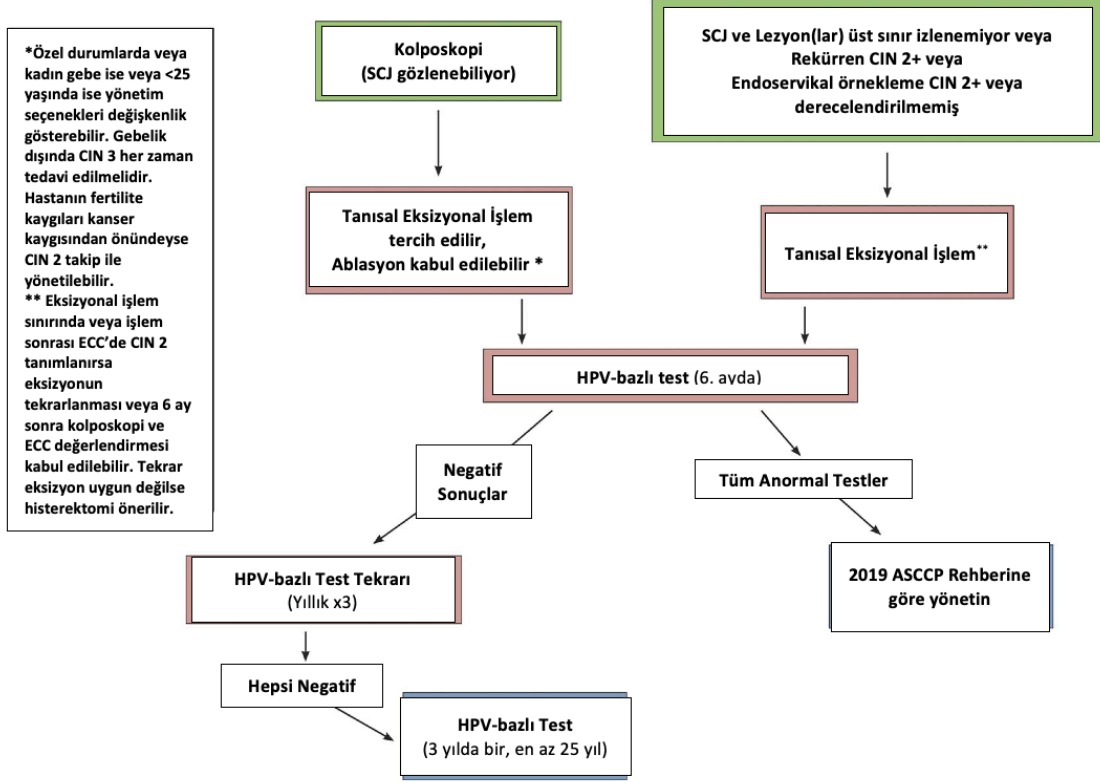 *Özel durumlarda veya
kadın gebe ise veya <25
yaşında ise yönetim
seçenekleri değişkenlik
gösterebilir. Gebelik
dışında CIN 3 her zaman
tedavi edilmelidir.
Hastanın fertilite
kaygıları kanser
kaygısından önündeyse
CIN 2 takip ile
yönetilebilir.
** Eksizyonal işlem
sınırında veya işlem
sonrası ECC’de CIN 2
tanımlanırsa
eksizyonun
tekrarlanması veya 6 ay
sonra kolposkopi ve
ECC değerlendirmesi
kabul edilebilir. Tekrar
eksizyon uygun değilse
histerektomi önerilir.
Kolposkopi
(SCJ gözlenebiliyor)
SCJ ve Lezyon(lar) üst sınır izlenemiyor veya
Rekürren CIN 2+ veya
Endoservikal örnekleme CIN 2+ veya
derecelendirilmemiş
Tanısal Eksizyonal İşlem
tercih edilir,
Ablasyon kabul edilebilir *
Tanısal Eksizyonal İşlem**
HPV-bazlı test (6. ayda)
Negatif
Sonuçlar
Tüm Anormal Testler
HPV-bazlı Test Tekrarı
(Yıllık x3)
2019 ASCCP Rehberine
göre yönetin
Hepsi Negatif
HPV-bazlı Test
(3 yılda bir, en az 25 yıl)